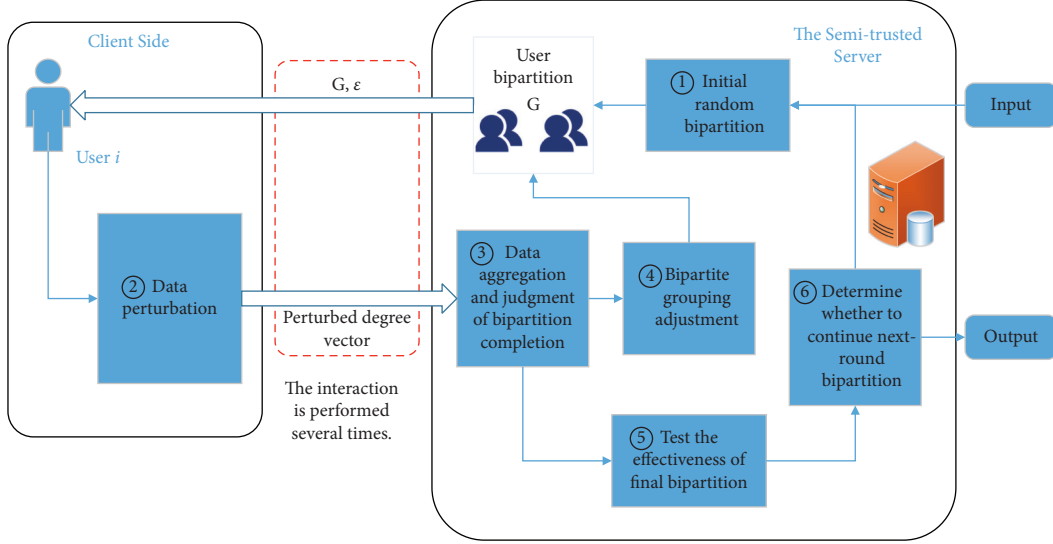 Client Side
User i
② Data
perturbation
G, ε
Perturbed degree
vector
The interaction
is performed
several times.
The Semi-trusted
Server
User
bipartition
G
① Initial
random
bipartition
Input
③ Data
aggregation
and judgment
of bipartition
completion
④ Bipartite
grouping
adjustment
⑤ Test the
effectiveness of
final bipartition
⑥ Determine
whether to
continue next-
round
bipartition
Output